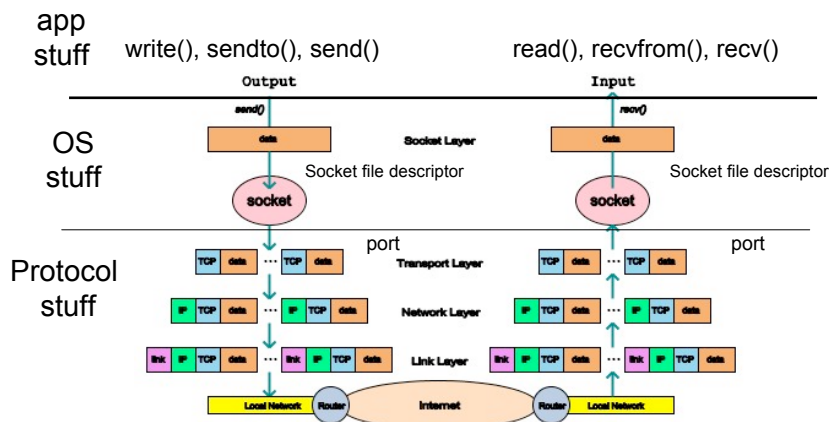 app stuff
write(), sendto(), send()
read(), recvfrom(), recv()
Output
Input
send()
recv()
OS stuff
data
Socket Layer
data
Socket file descriptor
Socket file descriptor
socket
socket
port
port
Protocol stuff
TCP data ... TCP data
Transport Layer
TCP data ... TCP data
IP TCP data ... IP TCP data
Network Layer
IP TCP data ... IP TCP data
link IP TCP data ... link IP TCP data
Link Layer
link IP TCP data ... link IP TCP data
Local Network
Router
Internet
Router
Local Network